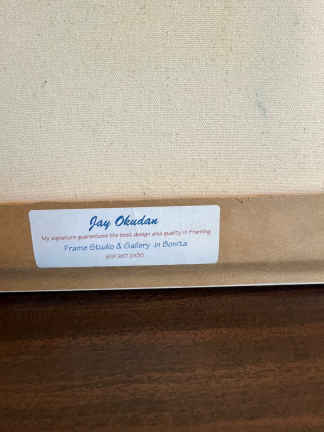 Jay Okudan
My signature guarantees the best design and quality in Framing
Frame Studio & Gallery in Bonita